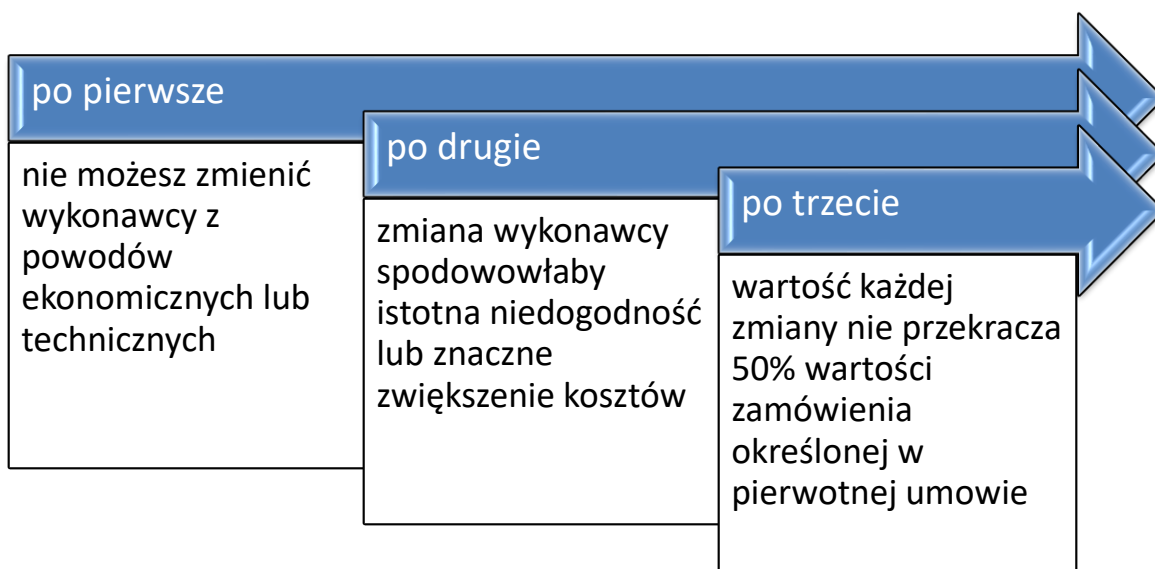 po pierwsze
nie możesz zmienić
wykonawcy z
powodów
ekonomicznych lub
technicznych
po drugie
zmiana wykonawcy
spodowowłaby
istotna niedogodność
lub znaczne
zwiększenie kosztów
po trzecie
wartość każdej
zmiany nie przekracza
50% wartości
zamówienia
określonej w
pierwotnej umowie